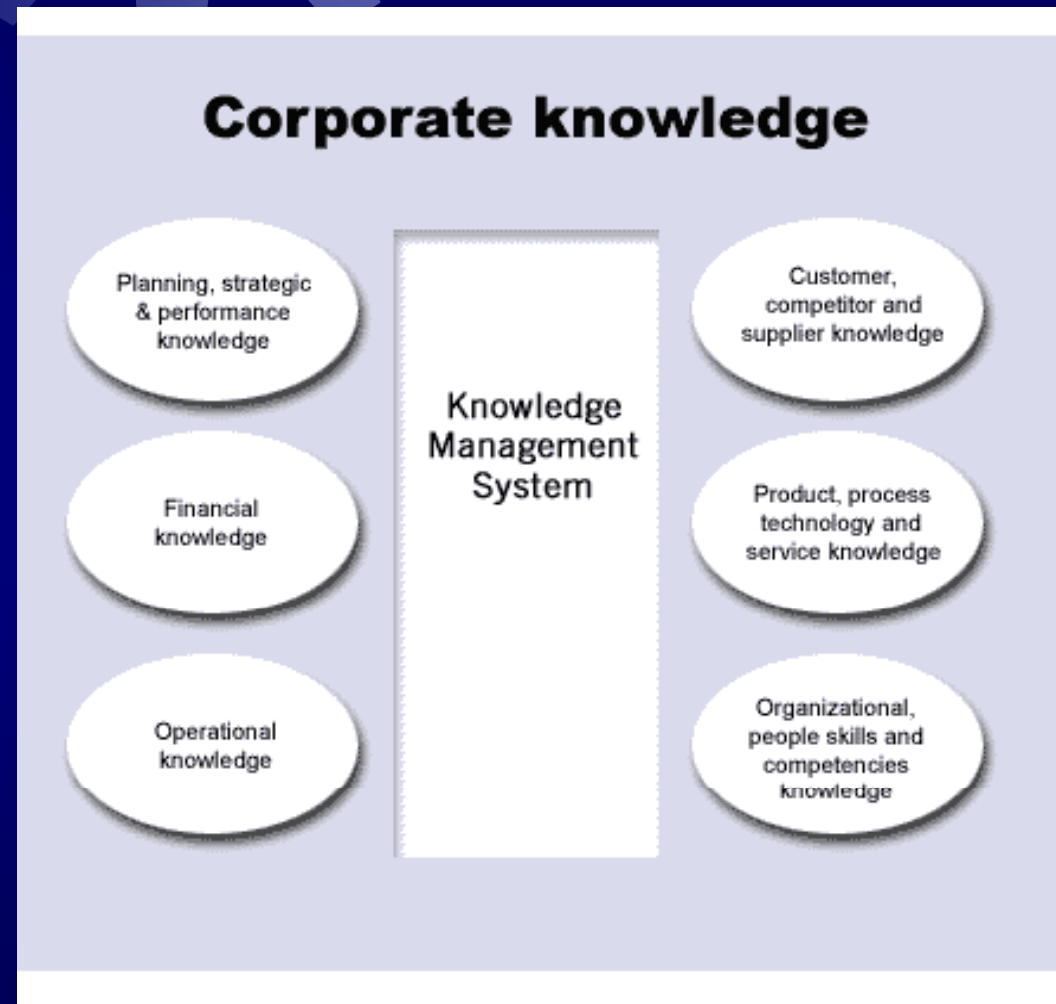 Corporate knowledge
Planning, strategic
& performance
knowledge
Financial
knowledge
Operational
knowledge
Knowledge
Management
System
Customer,
competitor and
supplier knowledge
Product, process
technology and
service knowledge
Organizational,
people skills and
competencies
knowledge